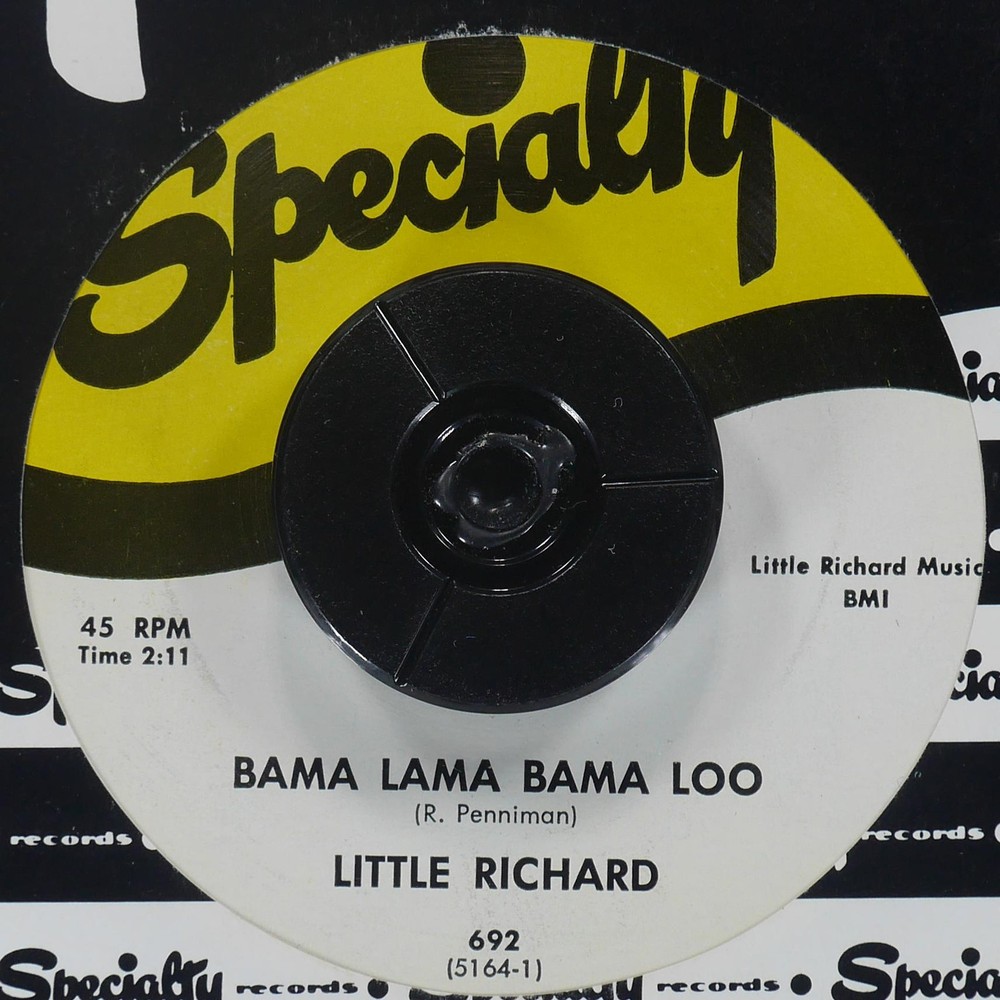 Specialty
Little Richard Music
BMI
45 RPM
Time 2:11
BAMA LAMA BAMA LOO
(R. Penniman)
LITTLE RICHARD
692
(5164-1)
records
records
Specialty records • Specialty records • Specia